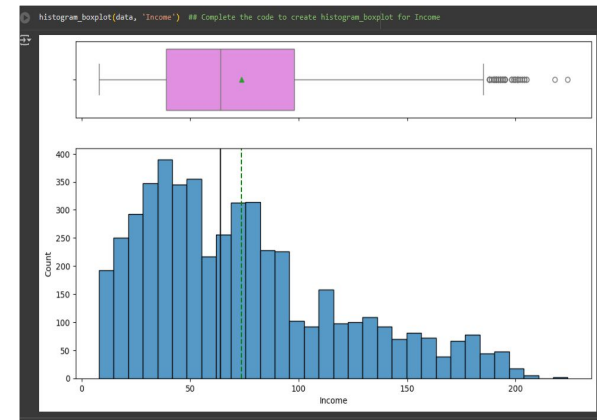 histogram_boxplot(data, 'Income')  ## Complete the code to create histogram_boxplot for Income
400
350
300
250
200
150
100
50
0
Count
0 50 100 150 200
Income